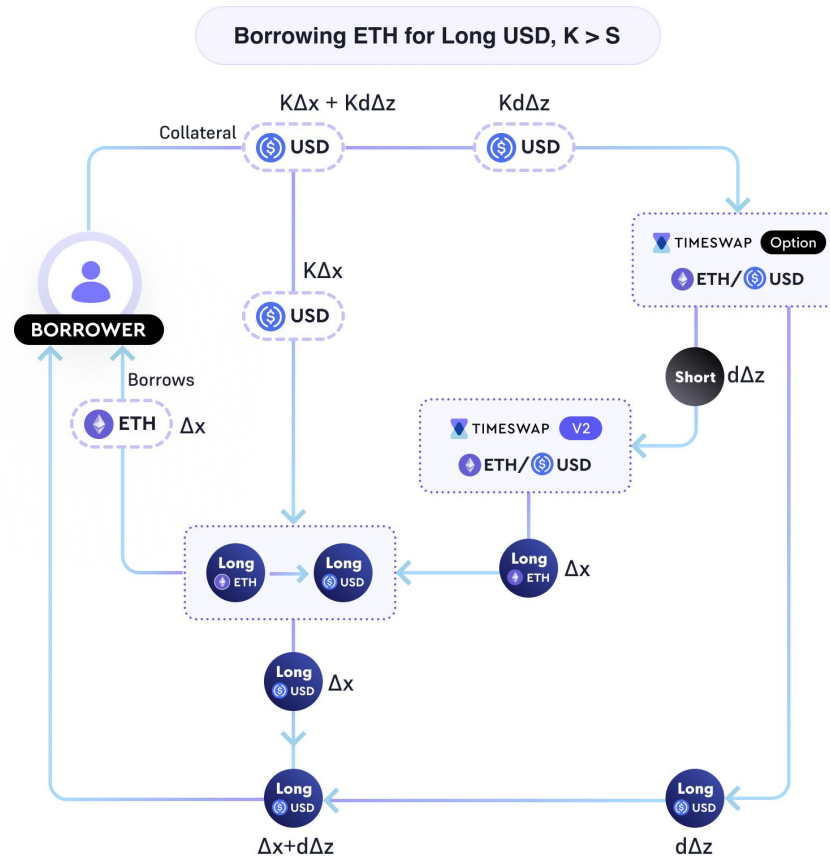 Borrowing ETH for Long USD, K > S
KΔx + KdΔz
KdΔz
Collateral
USD
USD
TIMESWAP Option
ETH/ USD
KΔx
USD
BORROWER
Short dΔz
Borrows
ETH Δx
TIMESWAP V2
ETH/ USD
Long
ETH
Long
USD
Long
ETH
Δx
Long
USD
Δx
Long
USD
Long
USD
Δx+dΔz
dΔz